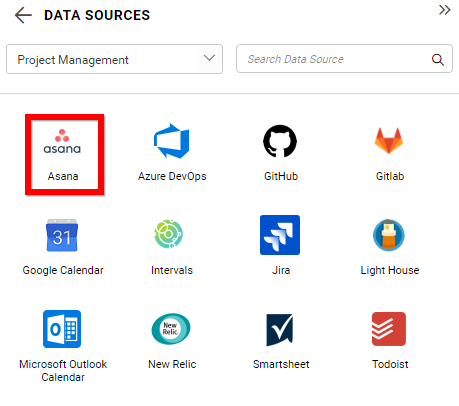 DATA SOURCES
Project Management
Search Data Source
asana
Asana
Azure DevOps
GitHub
Gitlab
31
Google Calendar
Intervals
Jira
Light House
New
Relic
Microsoft Outlook
Calendar
New Relic
Smartsheet
Todoist